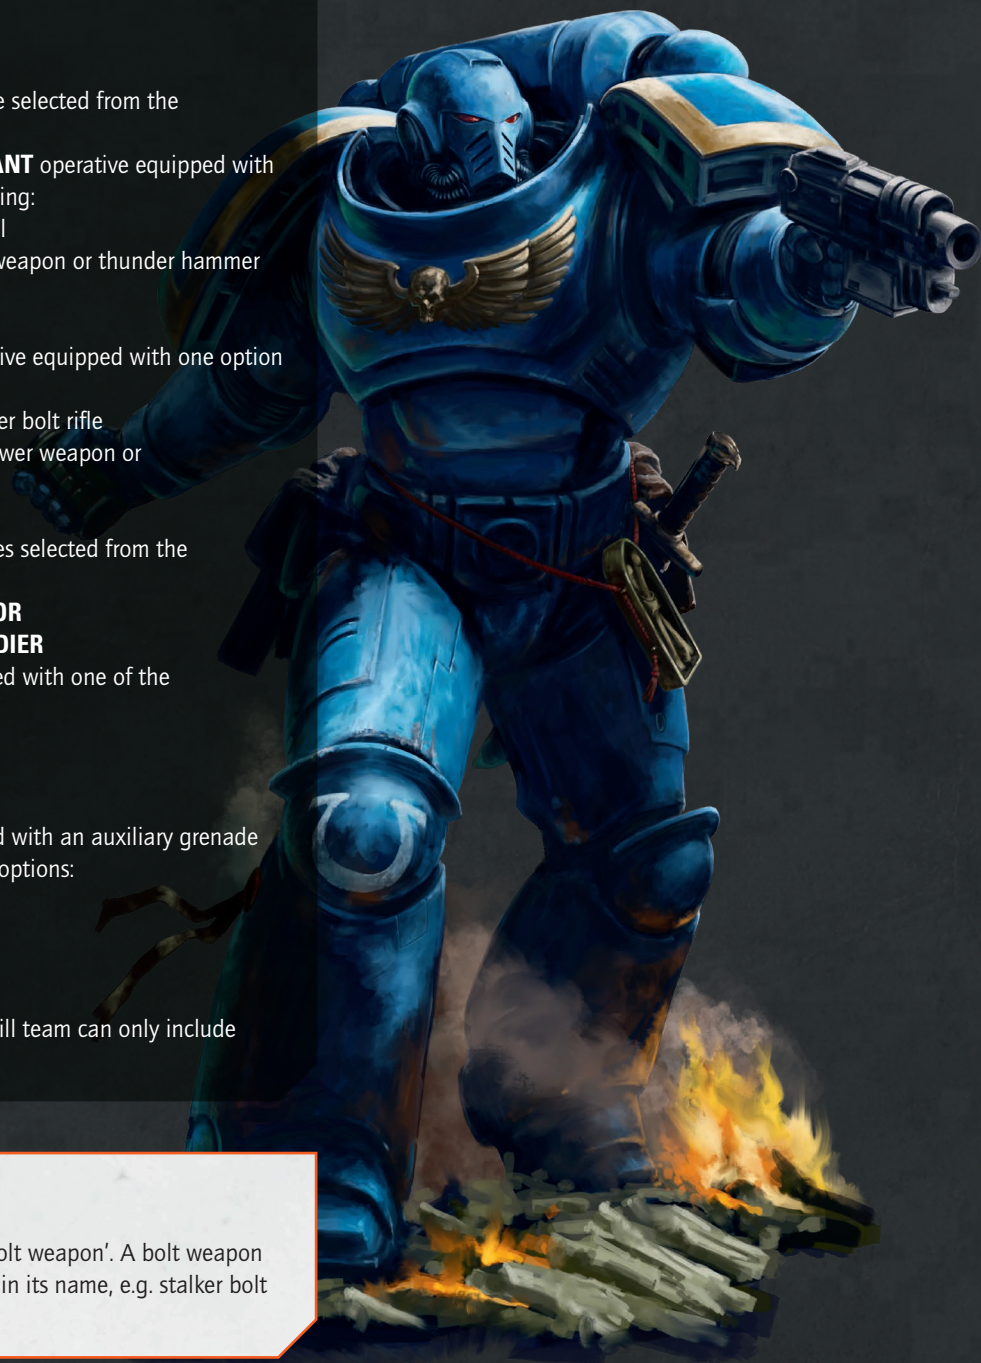 e selected from the
ANT operative equipped with
ing:
l
weapon or thunder hammer
ive equipped with one option
er bolt rifle
wer weapon or
es selected from the
OR
DIER
ed with one of the
d with an auxiliary grenade
options:
ill team can only include
olt weapon’. A bolt weapon
in its name, e.g. stalker bolt